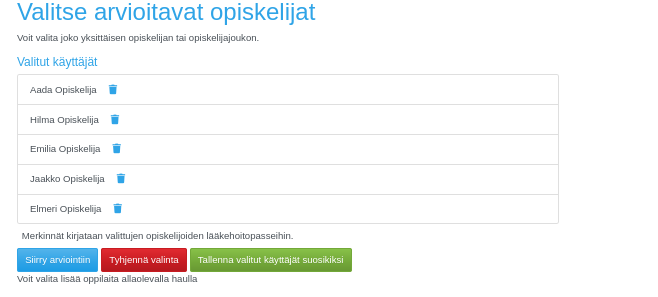 Valitse arvioitavat opiskelijat
Voit valita joko yksittäisen opiskelijan tai opiskelijajoukon.
Valitut käyttäjät
Aada Opiskelija
Hilma Opiskelija
Emilia Opiskelija
Jaakko Opiskelija
Elmeri Opiskelija
Merkinnät kirjataan valittujen opiskelijoiden lääkehoitopasseihin.
Siirry arviointiin Tyhjennä valinta Tallenna valitut käyttäjät suosikiksi
Voit valita lisää oppilaita allaolevalla haulla